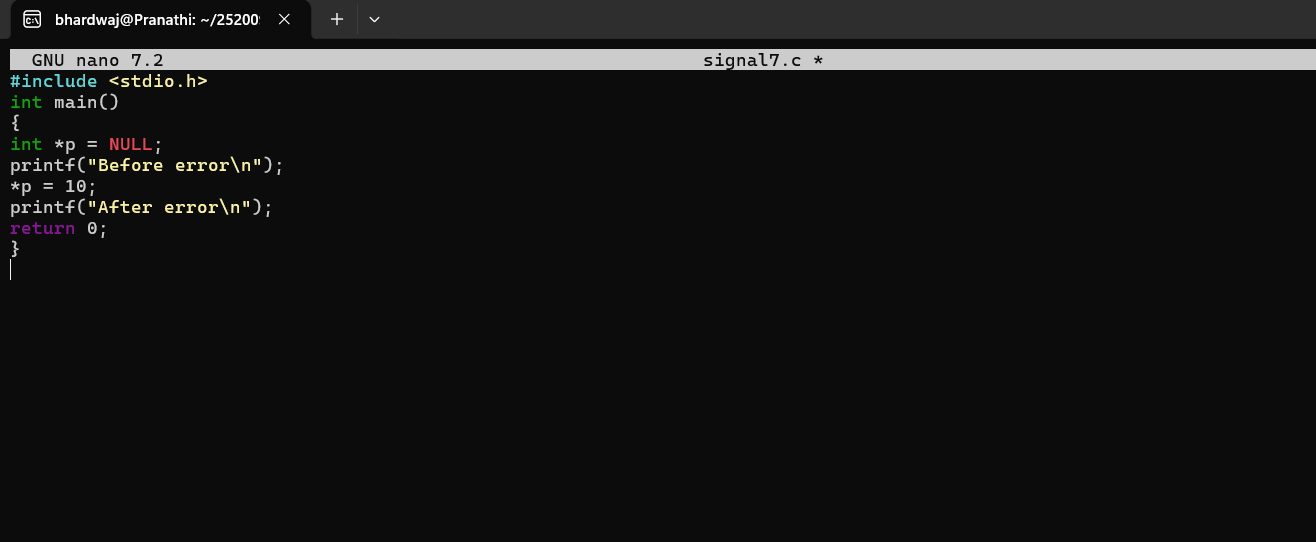 bhardwaj@Pranathi: ~/25200
GNU nano 7.2 signal7.c *
#include <stdio.h>
int main()
{
int *p = NULL;
printf("Before error\n");
*p = 10;
printf("After error\n");
return 0;
}